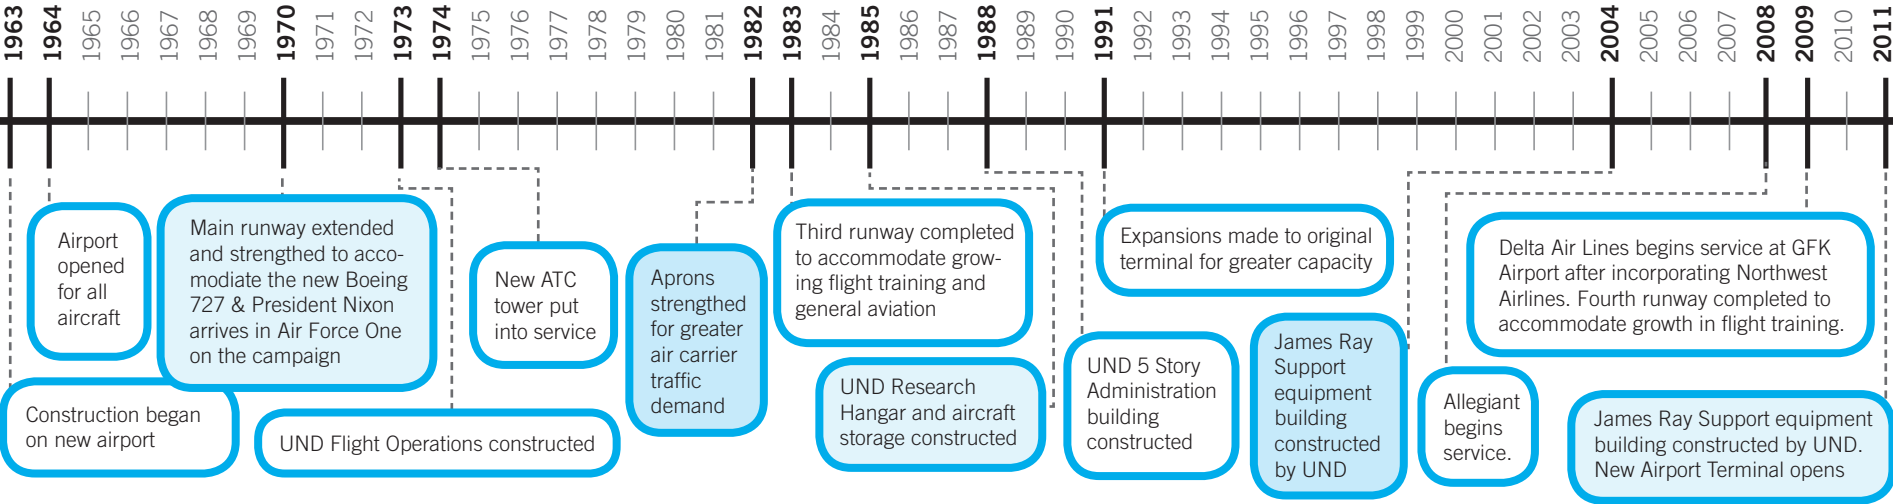 1963 1964 1965 1966 1967 1968 1969 1970 1971 1972 1973 1974 1975 1976 1977 1978 1979 1980 1981 1982 1983 1984 1985 1986 1987 1988 1989 1990 1991 1992 1993 1994 1995 1996 1997 1998 1999 2000 2001 2002 2003 2004 2005 2006 2007 2008 2009 2010 2011
Construction began
on new airport
Airport
opened
for all
aircraft
Main runway extended
and strengthed to acco-
modiate the new Boeing
727 & President Nixon
arrives in Air Force One
on the campaign
UND Flight Operations constructed
New ATC
tower put
into service
Aprons
strengthed
for greater
air carrier
traffic
demand
Third runway completed
to accommodate grow-
ing flight training and
general aviation
UND Research
Hangar and aircraft
storage constructed
UND 5 Story
Administration
building
constructed
Expansions made to original
terminal for greater capacity
James Ray
Support
equipment
building
constructed
by UND
Allegiant
begins
service.
Delta Air Lines begins service at GFK
Airport after incorporating Northwest
Airlines. Fourth runway completed to
accommodate growth in flight training.
James Ray Support equipment
building constructed by UND.
New Airport Terminal opens